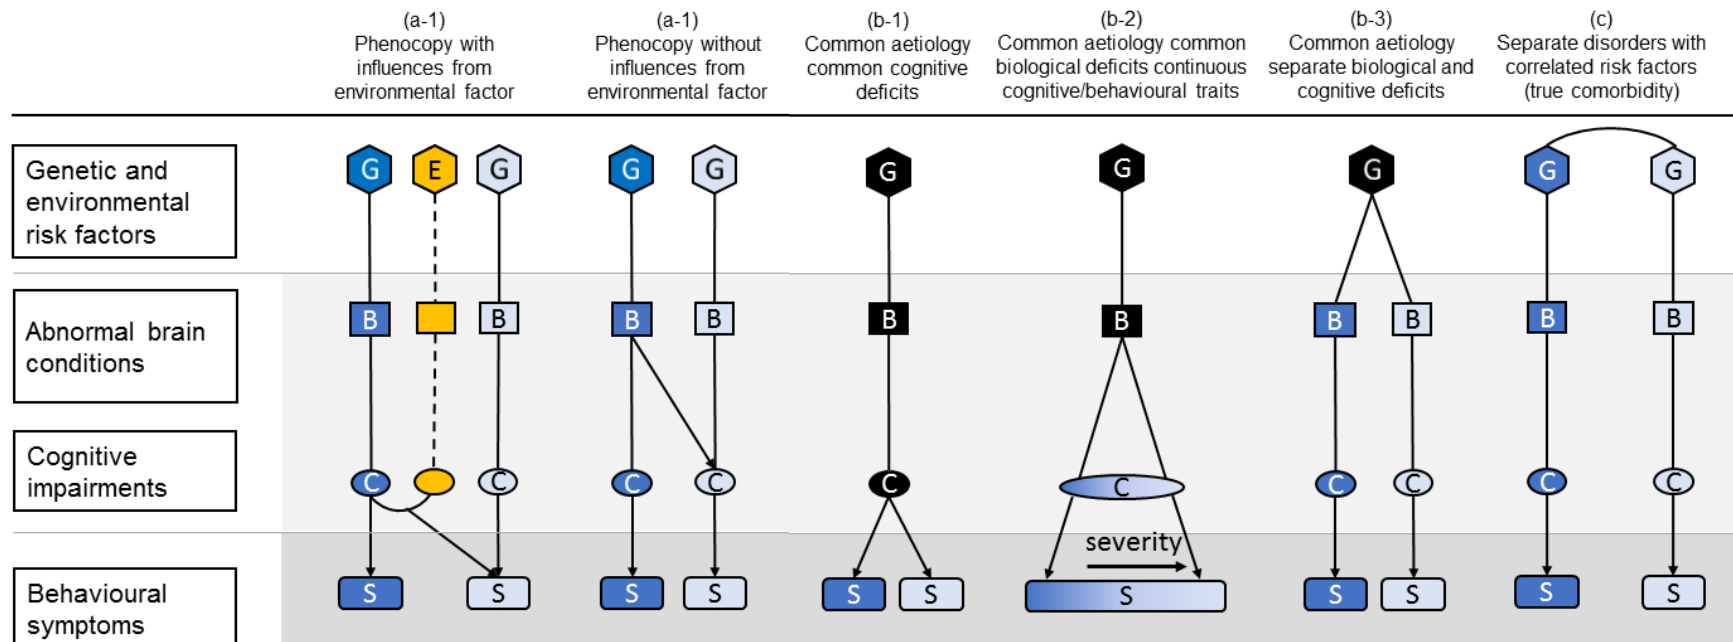 (a-1)
Phenocopy with
influences from
environmental factor
(a-1)
Phenocopy without
influences from
environmental factor
(b-1)
Common aetiology
common cognitive
deficits
(b-2)
Common aetiology common
biological deficits continuous
cognitive/behavioural traits
(b-3)
Common aetiology
separate biological and
cognitive deficits
(c)
Separate disorders with
correlated risk factors
(true comorbidity)
Genetic and
environmental
risk factors
G E G G G G G G G G
Abnormal brain
conditions
B B B B B B B B B B
Cognitive
impairments
C C C C C C C C C C
severity
Behavioural
symptoms
S S S S S S S S S S S